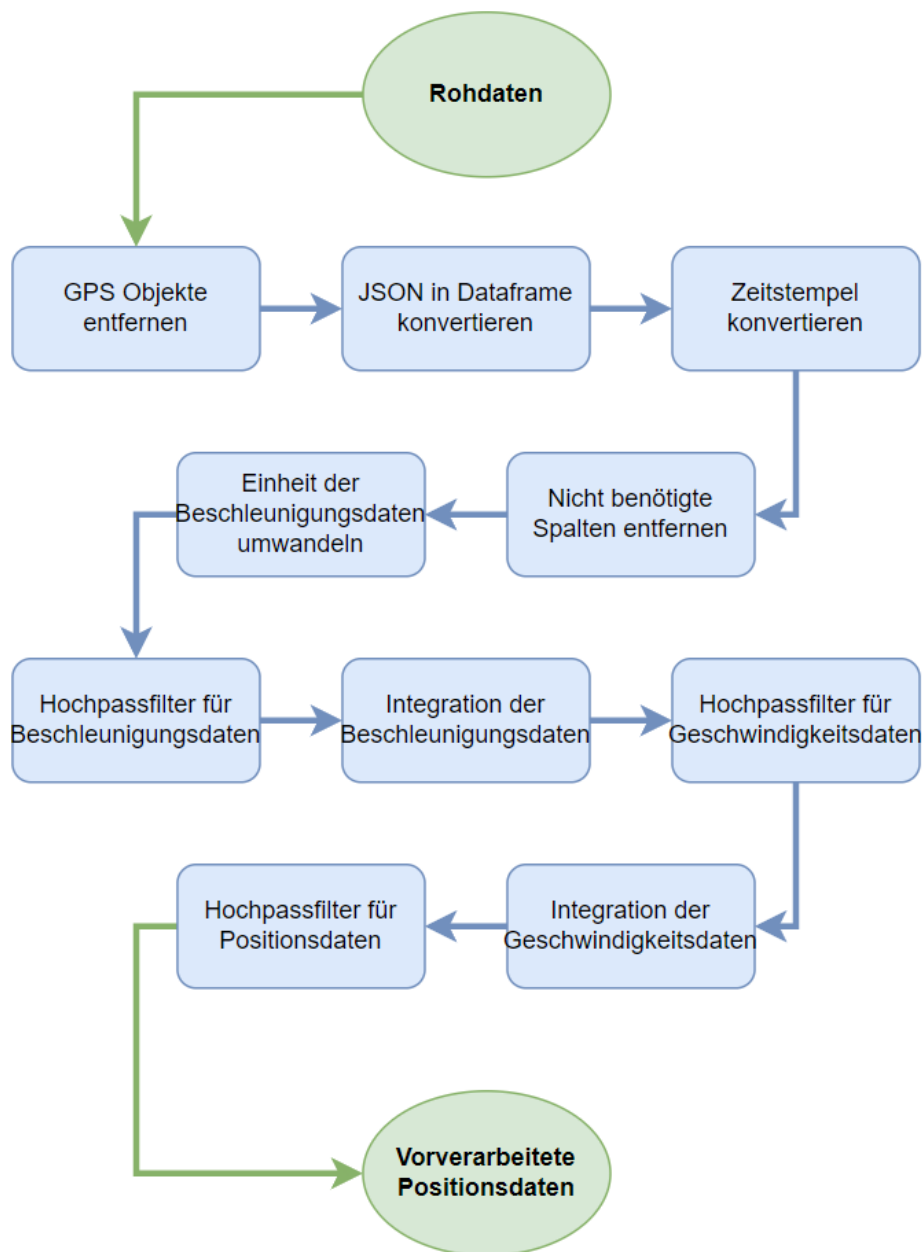 Rohdaten
GPS Objekte
entfernen
JSON in Dataframe
konvertieren
Zeitstempel
konvertieren
Nicht benötigte
Spalten entfernen
Einheit der
Beschleunigungsdaten
umwandeln
Hochpassfilter für
Beschleunigungsdaten
Integration der
Beschleunigungsdaten
Hochpassfilter für
Geschwindigkeitsdaten
Integration der
Geschwindigkeitsdaten
Hochpassfilter für
Positionsdaten
Vorverarbeitete
Positionsdaten